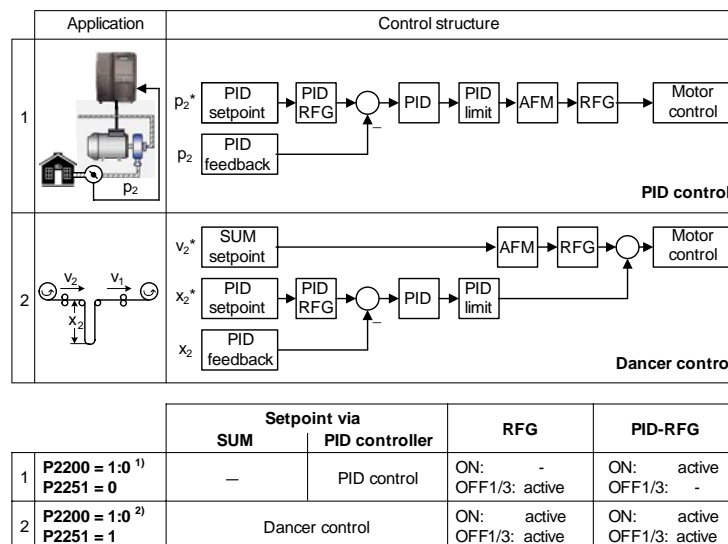 Application Control structure
1
p2
p2* PID setpoint PID RFG PID PID limit AFM RFG Motor control
–
p2 PID feedback
PID control
2
v2 v1
x2
v2* SUM setpoint AFM RFG Motor control
x2* PID setpoint PID RFG PID PID limit
–
x2 PID feedback
Dancer contro
Setpoint via RFG PID-RFG
SUM PID controller
1 P2200 = 1:0 1) – PID control ON: - ON: active
P2251 = 0 OFF1/3: active OFF1/3: -
2 P2200 = 1:0 2) Dancer control ON: active ON: active
P2251 = 1 OFF1/3: active OFF1/3: active